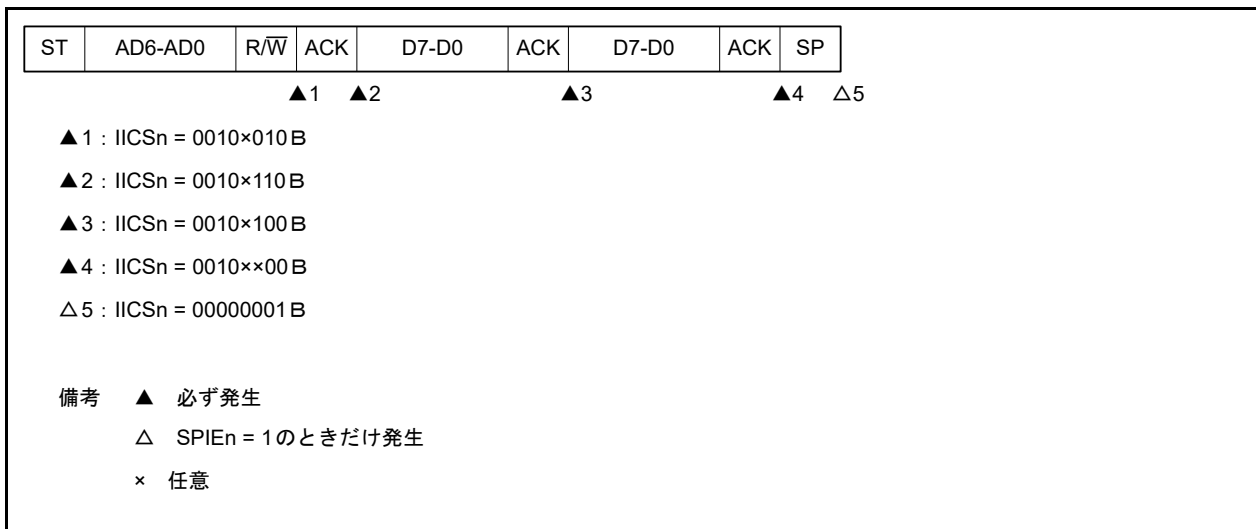 ST AD6-AD0 R/W̅ ACK D7-D0 ACK D7-D0 ACK SP
▲1 ▲2 ▲3 ▲4 △5
▲1：IICSn = 0010×010B
▲2：IICSn = 0010×110B
▲3：IICSn = 0010×100B
▲4：IICSn = 0010××00B
△5：IICSn = 00000001B
備考 ▲ 必ず発生
△ SPIEn = 1のときだけ発生
× 任意